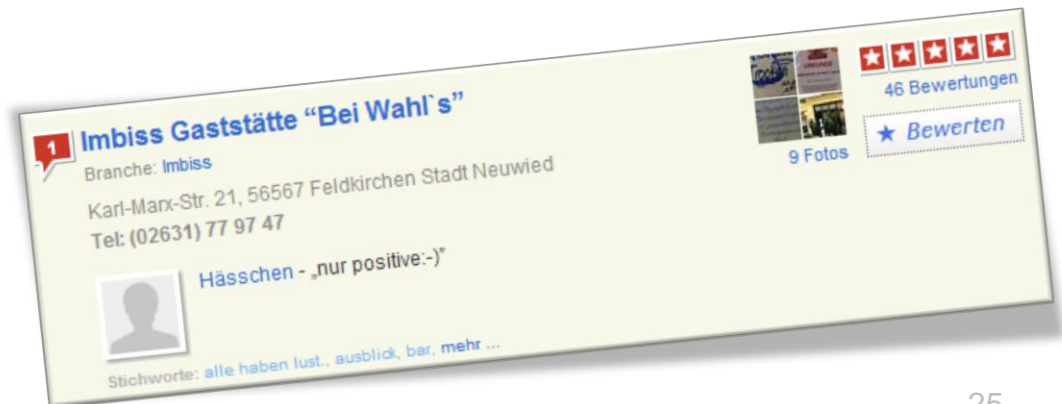 1
Imbiss Gaststätte “Bei Wahl`s”
Branche: Imbiss
Karl-Marx-Str. 21, 56567 Feldkirchen Stadt Neuwied
Tel: (02631) 77 97 47
Hässchen - „nur positive:-)”
Stichworte: alle haben lust., ausblick, bar, mehr ...
9 Fotos
46 Bewertungen
★ Bewerten
25